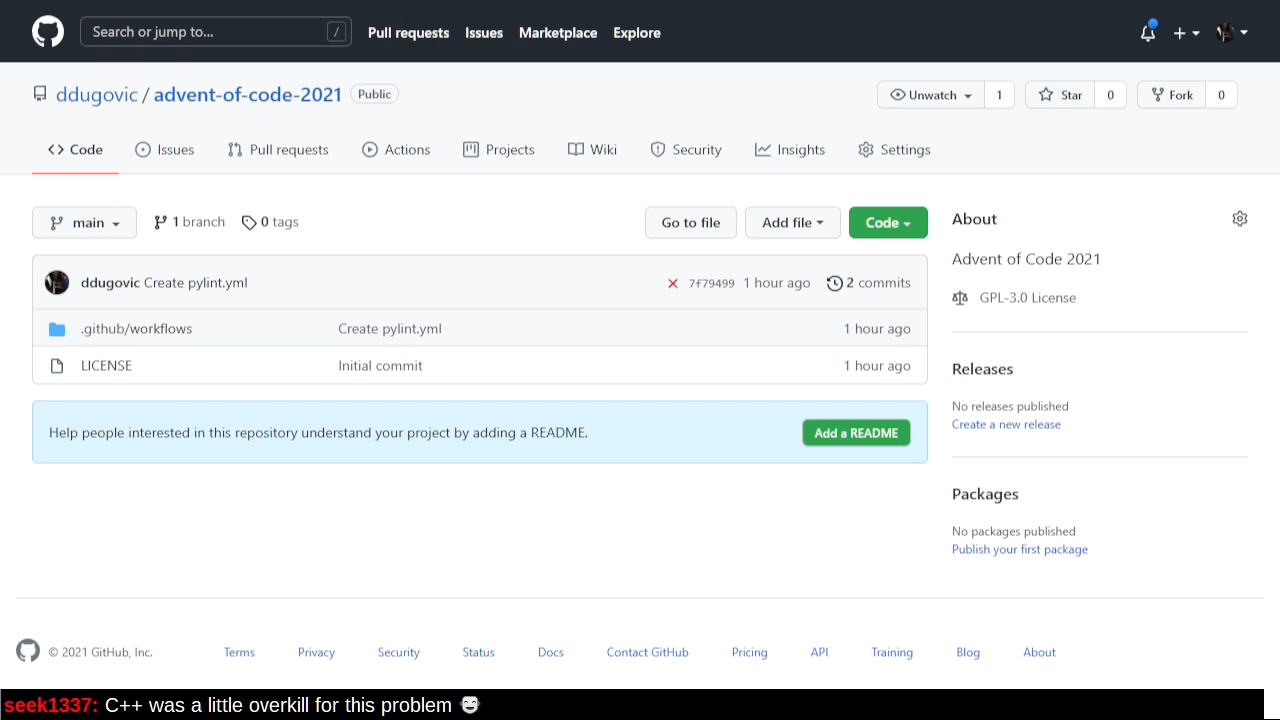 Search or jump to... /
Pull requests Issues Marketplace Explore
ddugovic / advent-of-code-2021 Public
Unwatch 1 Star 0 Fork 0
Code Issues Pull requests Actions Projects Wiki Security Insights Settings
main 1 branch 0 tags Go to file Add file Code
ddugovic Create pylint.yml 7f79499 1 hour ago 2 commits
.github/workflows Create pylint.yml 1 hour ago
LICENSE Initial commit 1 hour ago
Help people interested in this repository understand your project by adding a README. Add a README
About
Advent of Code 2021
GPL-3.0 License
Releases
No releases published
Create a new release
Packages
No packages published
Publish your first package
© 2021 GitHub, Inc. Terms Privacy Security Status Docs Contact GitHub Pricing API Training Blog About
seek1337: C++ was a little overkill for this problem